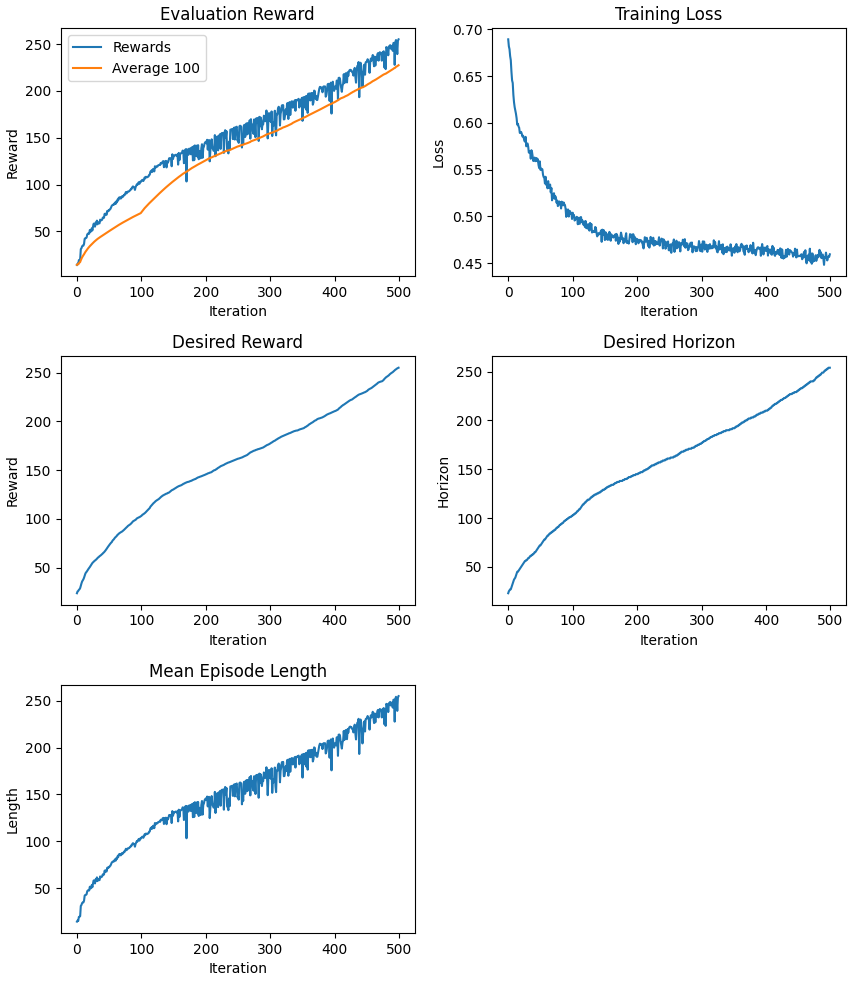 Evaluation Reward
Rewards
Average 100
250
200
150
100
50
Reward
0 100 200 300 400 500
Iteration
Training Loss
0.70
0.65
0.60
0.55
0.50
0.45
Loss
0 100 200 300 400 500
Iteration
Desired Reward
250
200
150
100
50
Reward
0 100 200 300 400 500
Iteration
Desired Horizon
250
200
150
100
50
Horizon
0 100 200 300 400 500
Iteration
Mean Episode Length
250
200
150
100
50
Length
0 100 200 300 400 500
Iteration